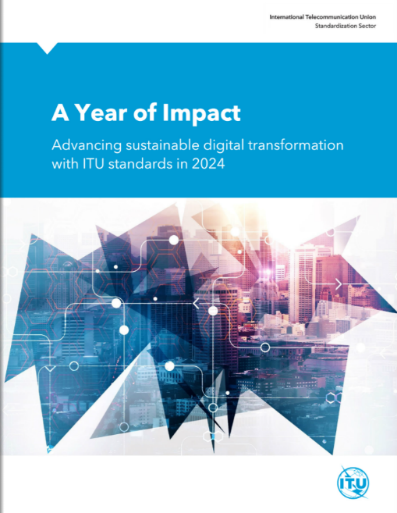 International Telecommunication Union
Standardization Sector
A Year of Impact
Advancing sustainable digital transformation
with ITU standards in 2024
ITU